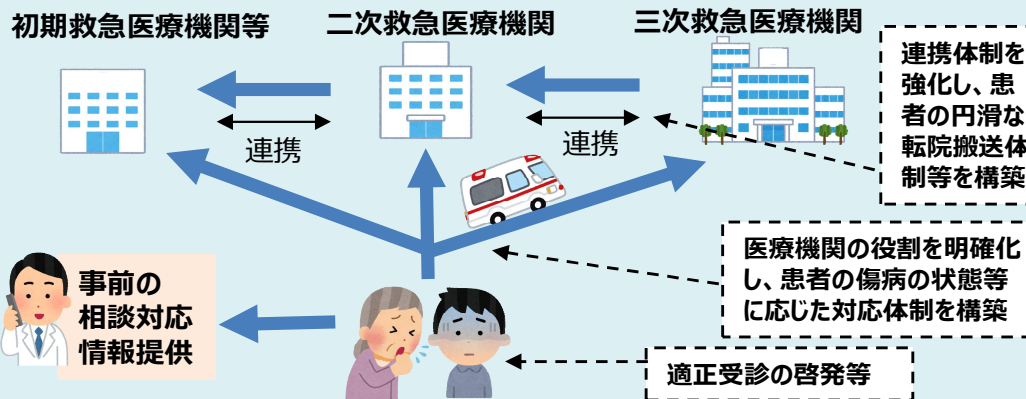 初期救急医療機関等
二次救急医療機関
三次救急医療機関
連携体制を
強化し、患
者の円滑な
転院搬送体
制等を構築
連携
連携
医療機関の役割を明確化
し、患者の傷病の状態等
に応じた対応体制を構築
事前の
相談対応
情報提供
適正受診の啓発等